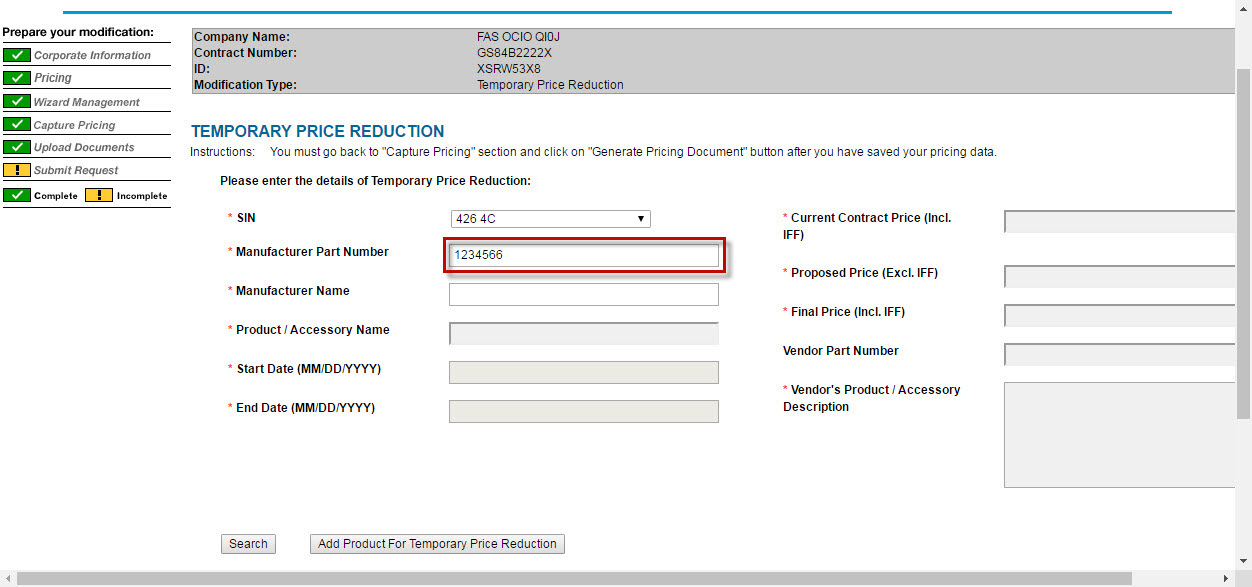 Prepare your modification:
Corporate Information
Pricing
Wizard Management
Capture Pricing
Upload Documents
Submit Request
Complete Incomplete
Company Name: FAS OCIO QI0J
Contract Number: GS84B2222X
ID: XSRW53X8
Modification Type: Temporary Price Reduction
TEMPORARY PRICE REDUCTION
Instructions: You must go back to "Capture Pricing" section and click on "Generate Pricing Document" button after you have saved your pricing data.
Please enter the details of Temporary Price Reduction:
* SIN 426 4C
* Manufacturer Part Number 1234566
* Manufacturer Name
* Product / Accessory Name
* Start Date (MM/DD/YYYY)
* End Date (MM/DD/YYYY)
* Current Contract Price (Incl.
IFF)
* Proposed Price (Excl. IFF)
* Final Price (Incl. IFF)
Vendor Part Number
* Vendor's Product / Accessory
Description
Search Add Product For Temporary Price Reduction